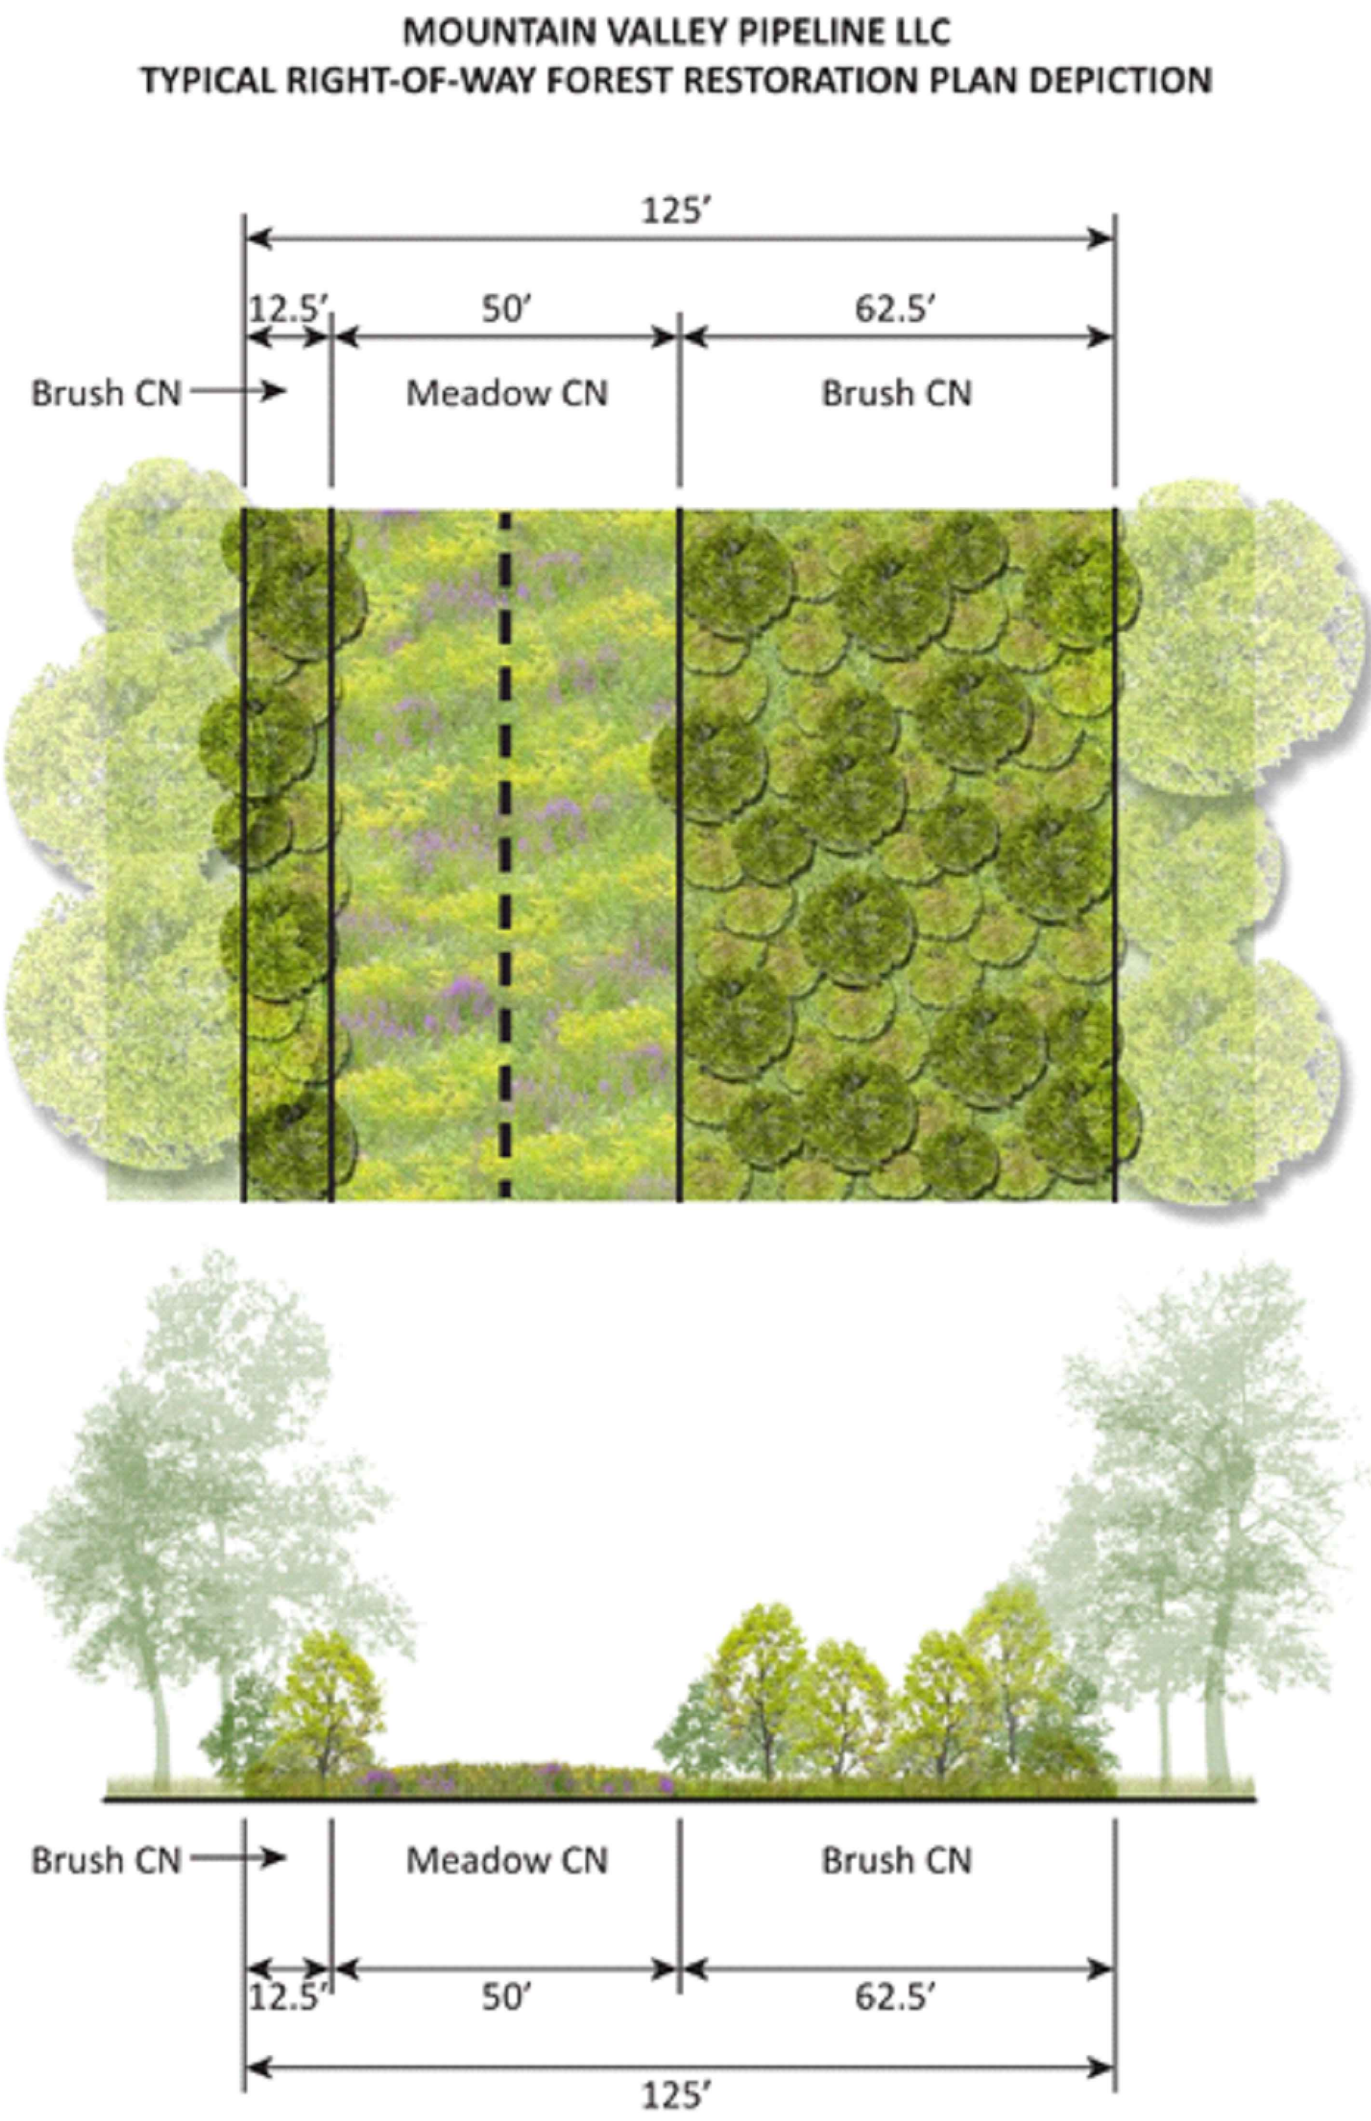 MOUNTAIN VALLEY PIPELINE LLC
TYPICAL RIGHT-OF-WAY FOREST RESTORATION PLAN DEPICTION
125′
12.5′ 50′ 62.5′
Brush CN Meadow CN Brush CN
Brush CN Meadow CN Brush CN
12.5′ 50′ 62.5′
125′